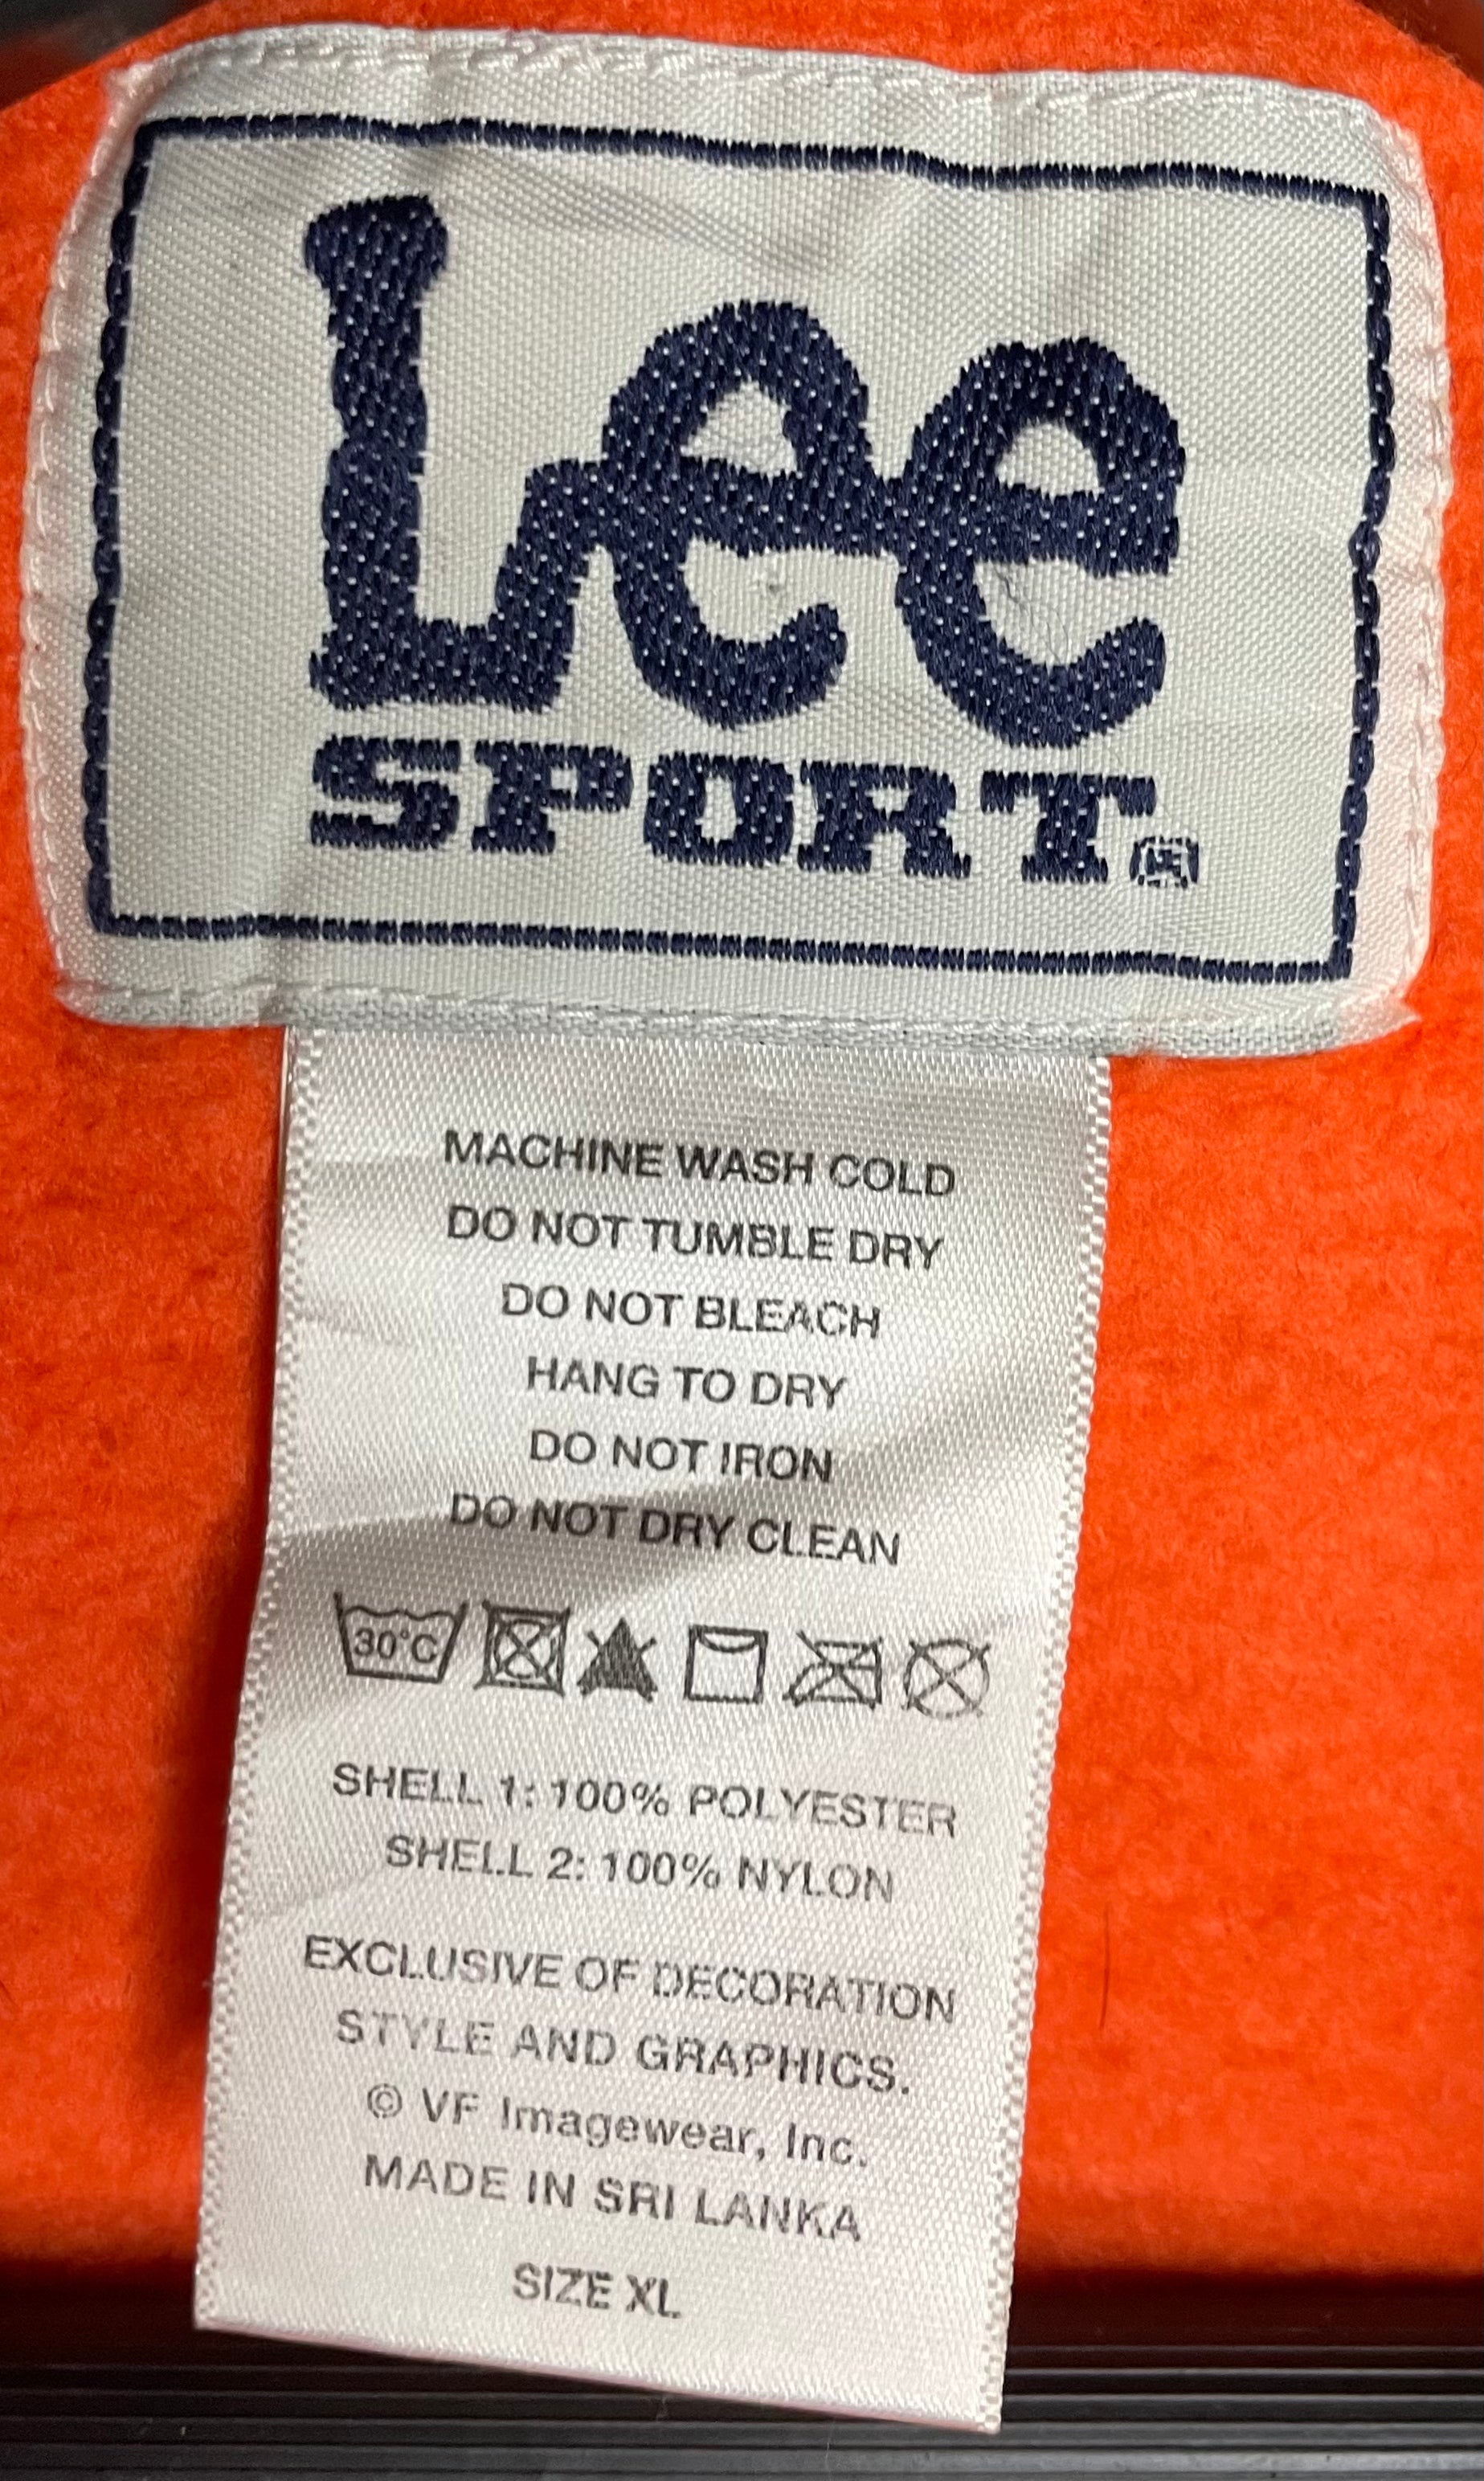 Lee
SPORT®
MACHINE WASH COLD
DO NOT TUMBLE DRY
DO NOT BLEACH
HANG TO DRY
DO NOT IRON
DO NOT DRY CLEAN
30°C
SHELL 1: 100% POLYESTER
SHELL 2: 100% NYLON
EXCLUSIVE OF DECORATION
STYLE AND GRAPHICS.
© VF Imagewear, Inc.
MADE IN SRI LANKA
SIZE XL